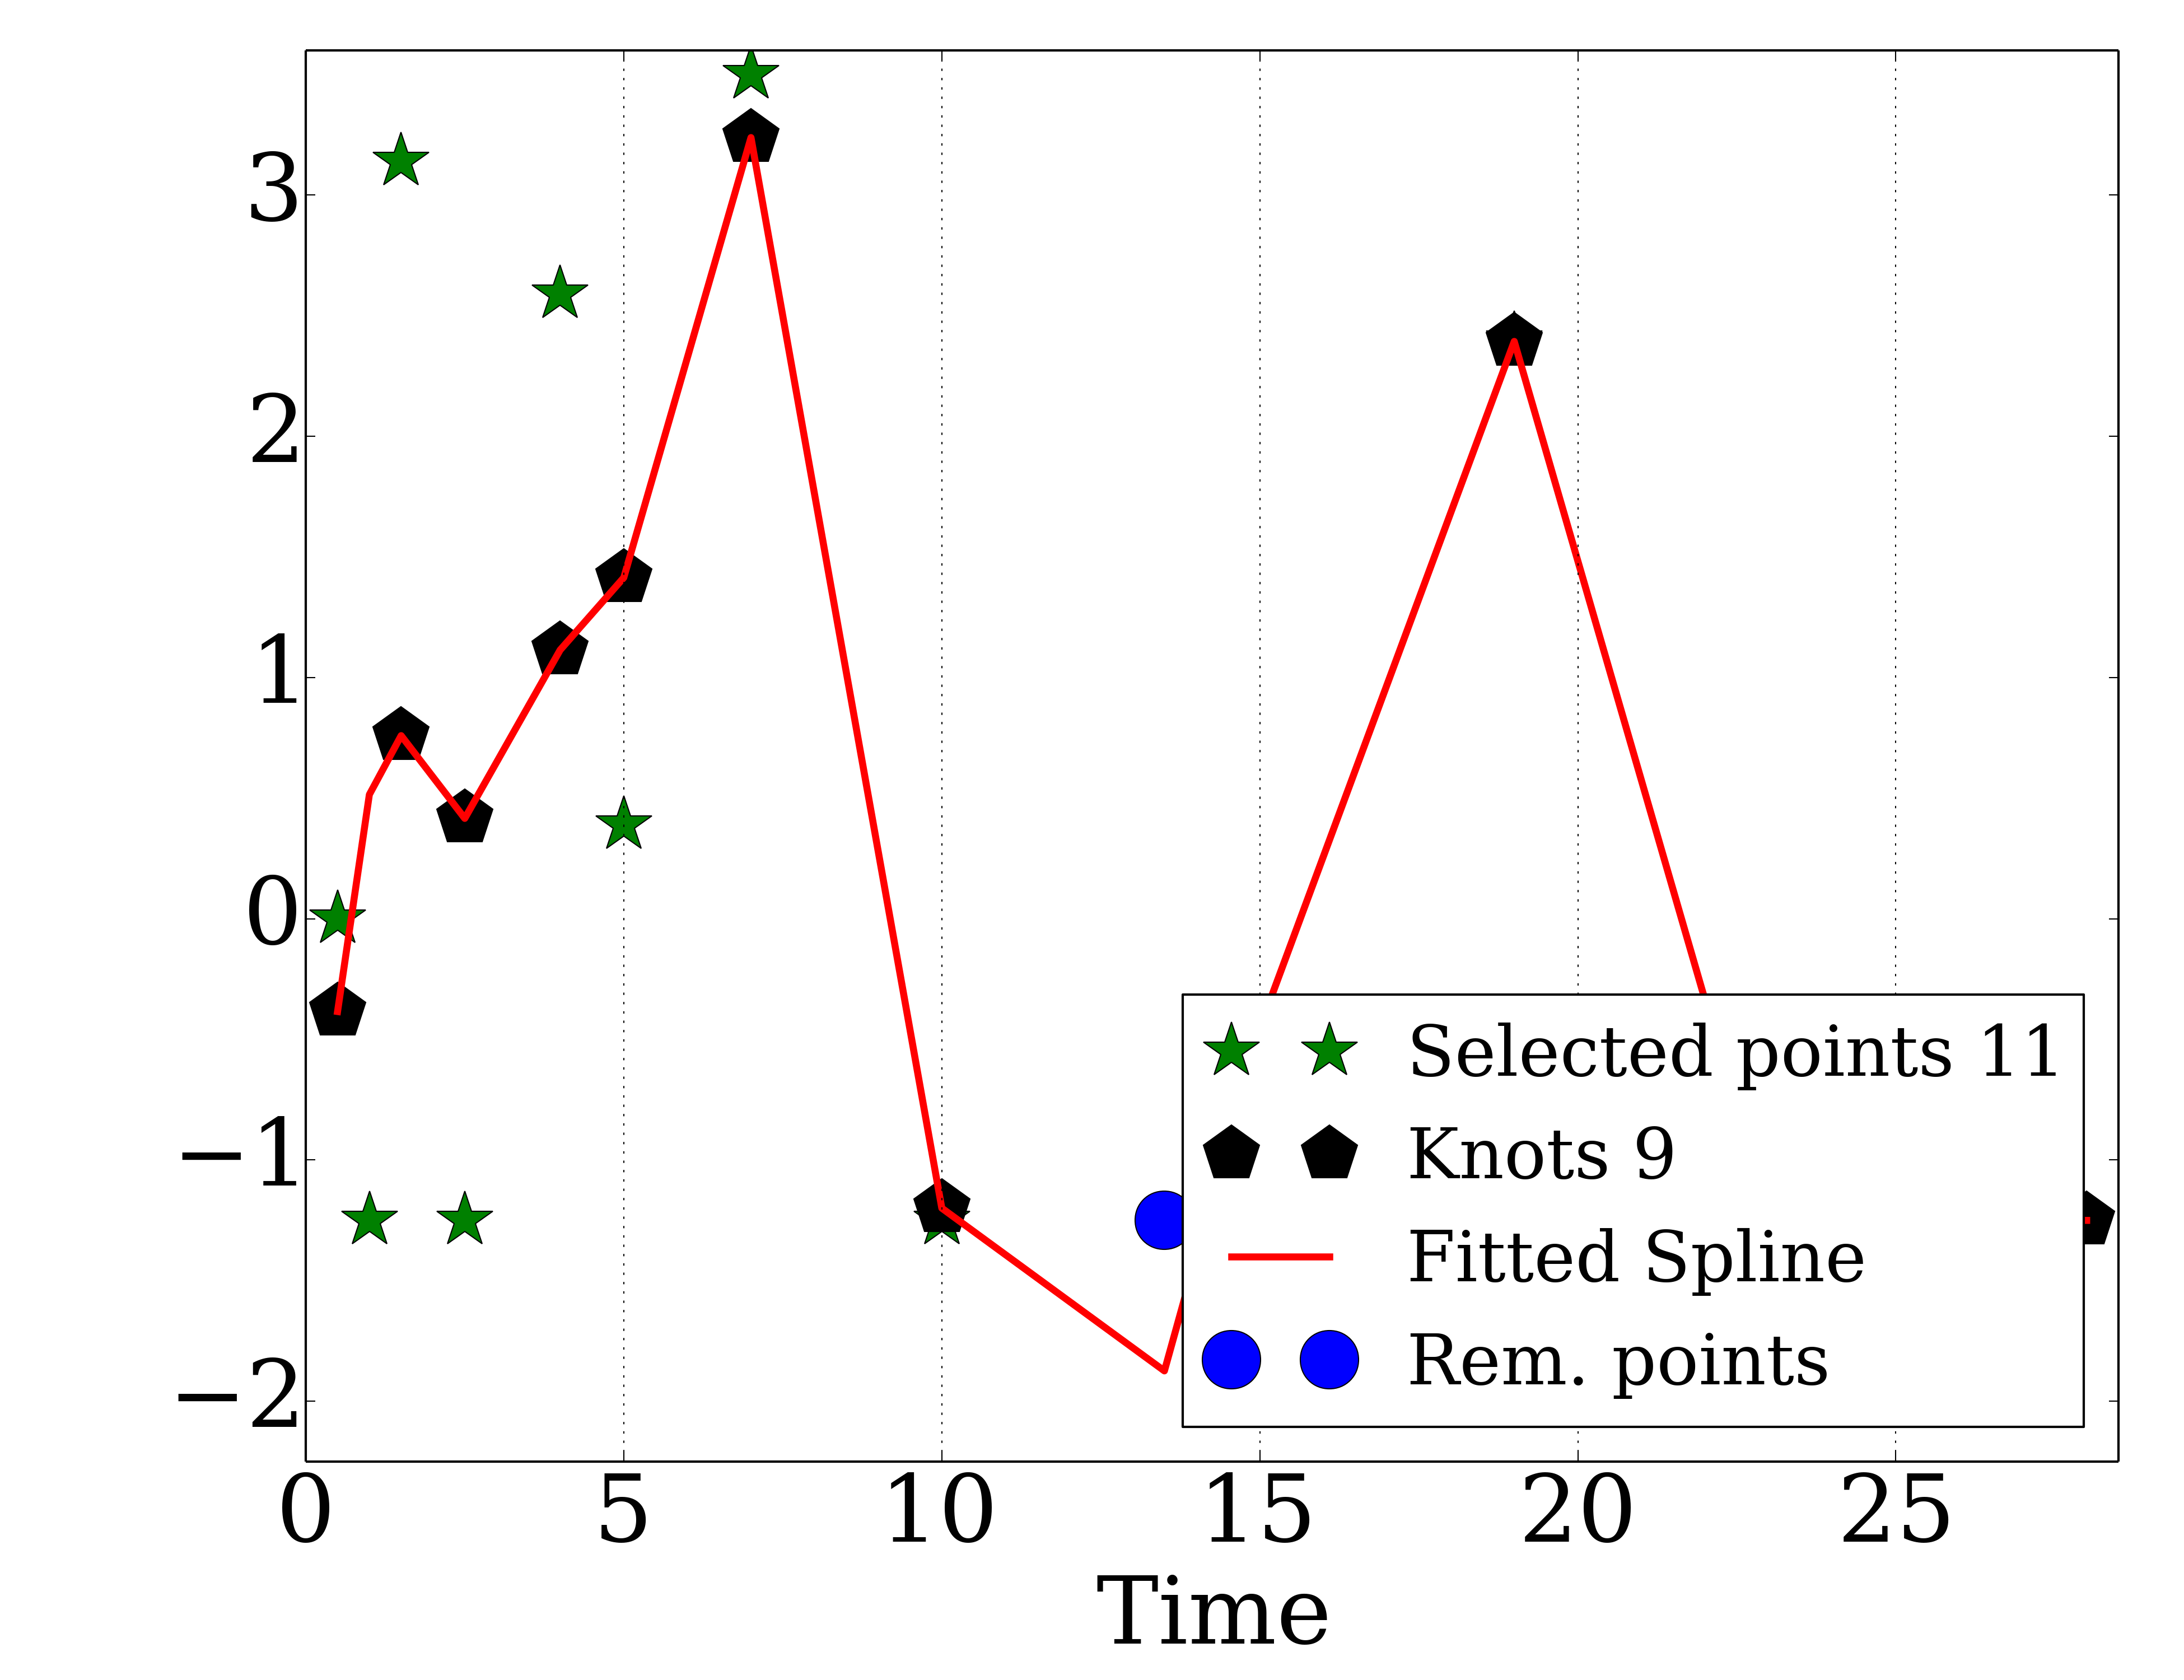 3
2
1
0
−1
−2
Selected points 11
Knots 9
Fitted Spline
Rem. points
0 5 10 15 20 25
Time